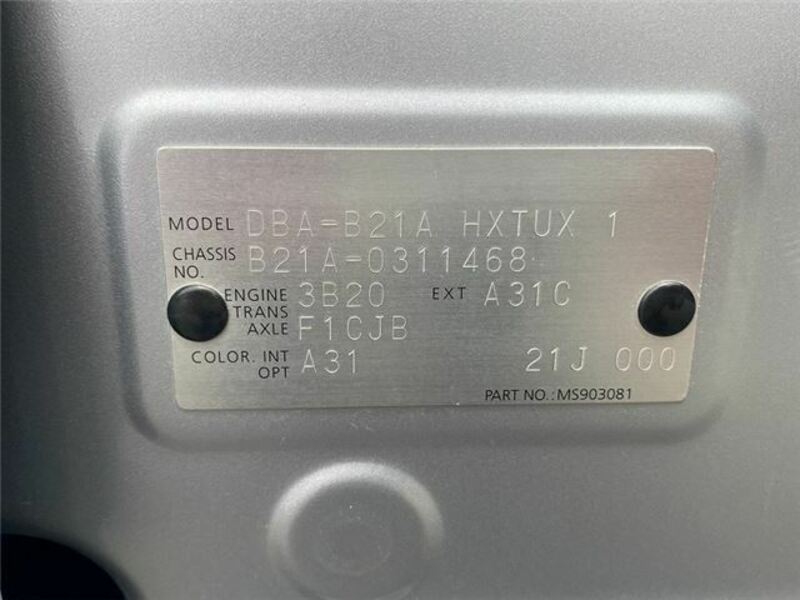 MODEL DBA-B21A HXTUX 1
CHASSIS NO. B21A-0311468
ENGINE 3B20 EXT A31C
TRANS AXLE F1CJB
COLOR. INT OPT A31 21J 000
PART NO.:MS903081